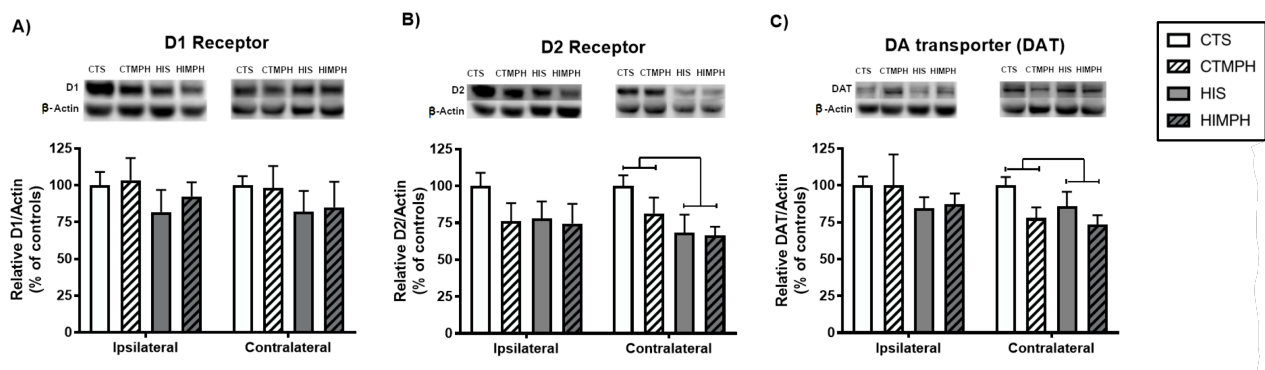 A)
D1 Receptor
CTS CTMPH HIS HIMPH CTS CTMPH HIS HIMPH
D1
β-Actin
Relative D1/Actin
(% of controls)
125
100
75
50
25
0
Ipsilateral Contralateral
B)
D2 Receptor
CTS CTMPH HIS HIMPH CTS CTMPH HIS HIMPH
D2
β-Actin
Relative D2/Actin
(% of controls)
125
100
75
50
25
0
Ipsilateral Contralateral
C)
DA transporter (DAT)
CTS CTMPH HIS HIMPH CTS CTMPH HIS HIMPH
DAT
β-Actin
Relative DAT/Actin
(% of controls)
125
100
75
50
25
0
Ipsilateral Contralateral
CTS
CTMPH
HIS
HIMPH